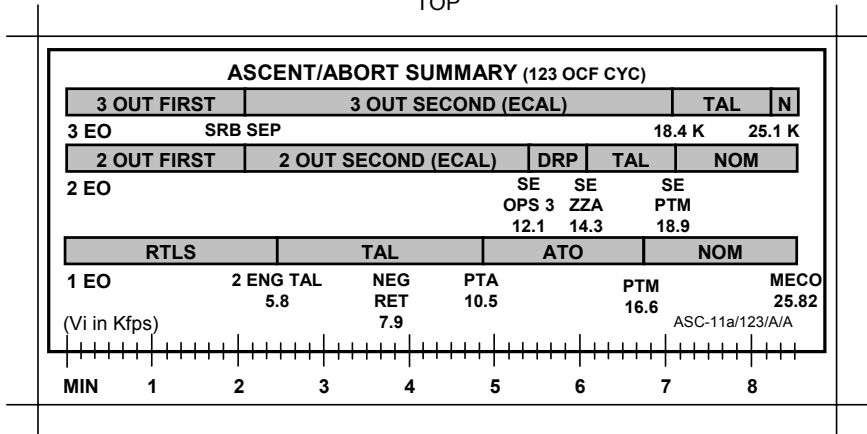 TOP
ASCENT/ABORT SUMMARY (123 OCF CYC)
3 OUT FIRST 3 OUT SECOND (ECAL) TAL N
3 EO SRB SEP 18.4 K 25.1 K
2 OUT FIRST 2 OUT SECOND (ECAL) DRP TAL NOM
2 EO SE SE SE
OPS 3 ZZA PTM
12.1 14.3 18.9
RTLS TAL ATO NOM
1 EO 2 ENG TAL NEG PTA PTM MECO
5.8 RET 10.5 16.6 25.82
(Vi in Kfps) 7.9 ASC-11a/123/A/A
MIN 1 2 3 4 5 6 7 8